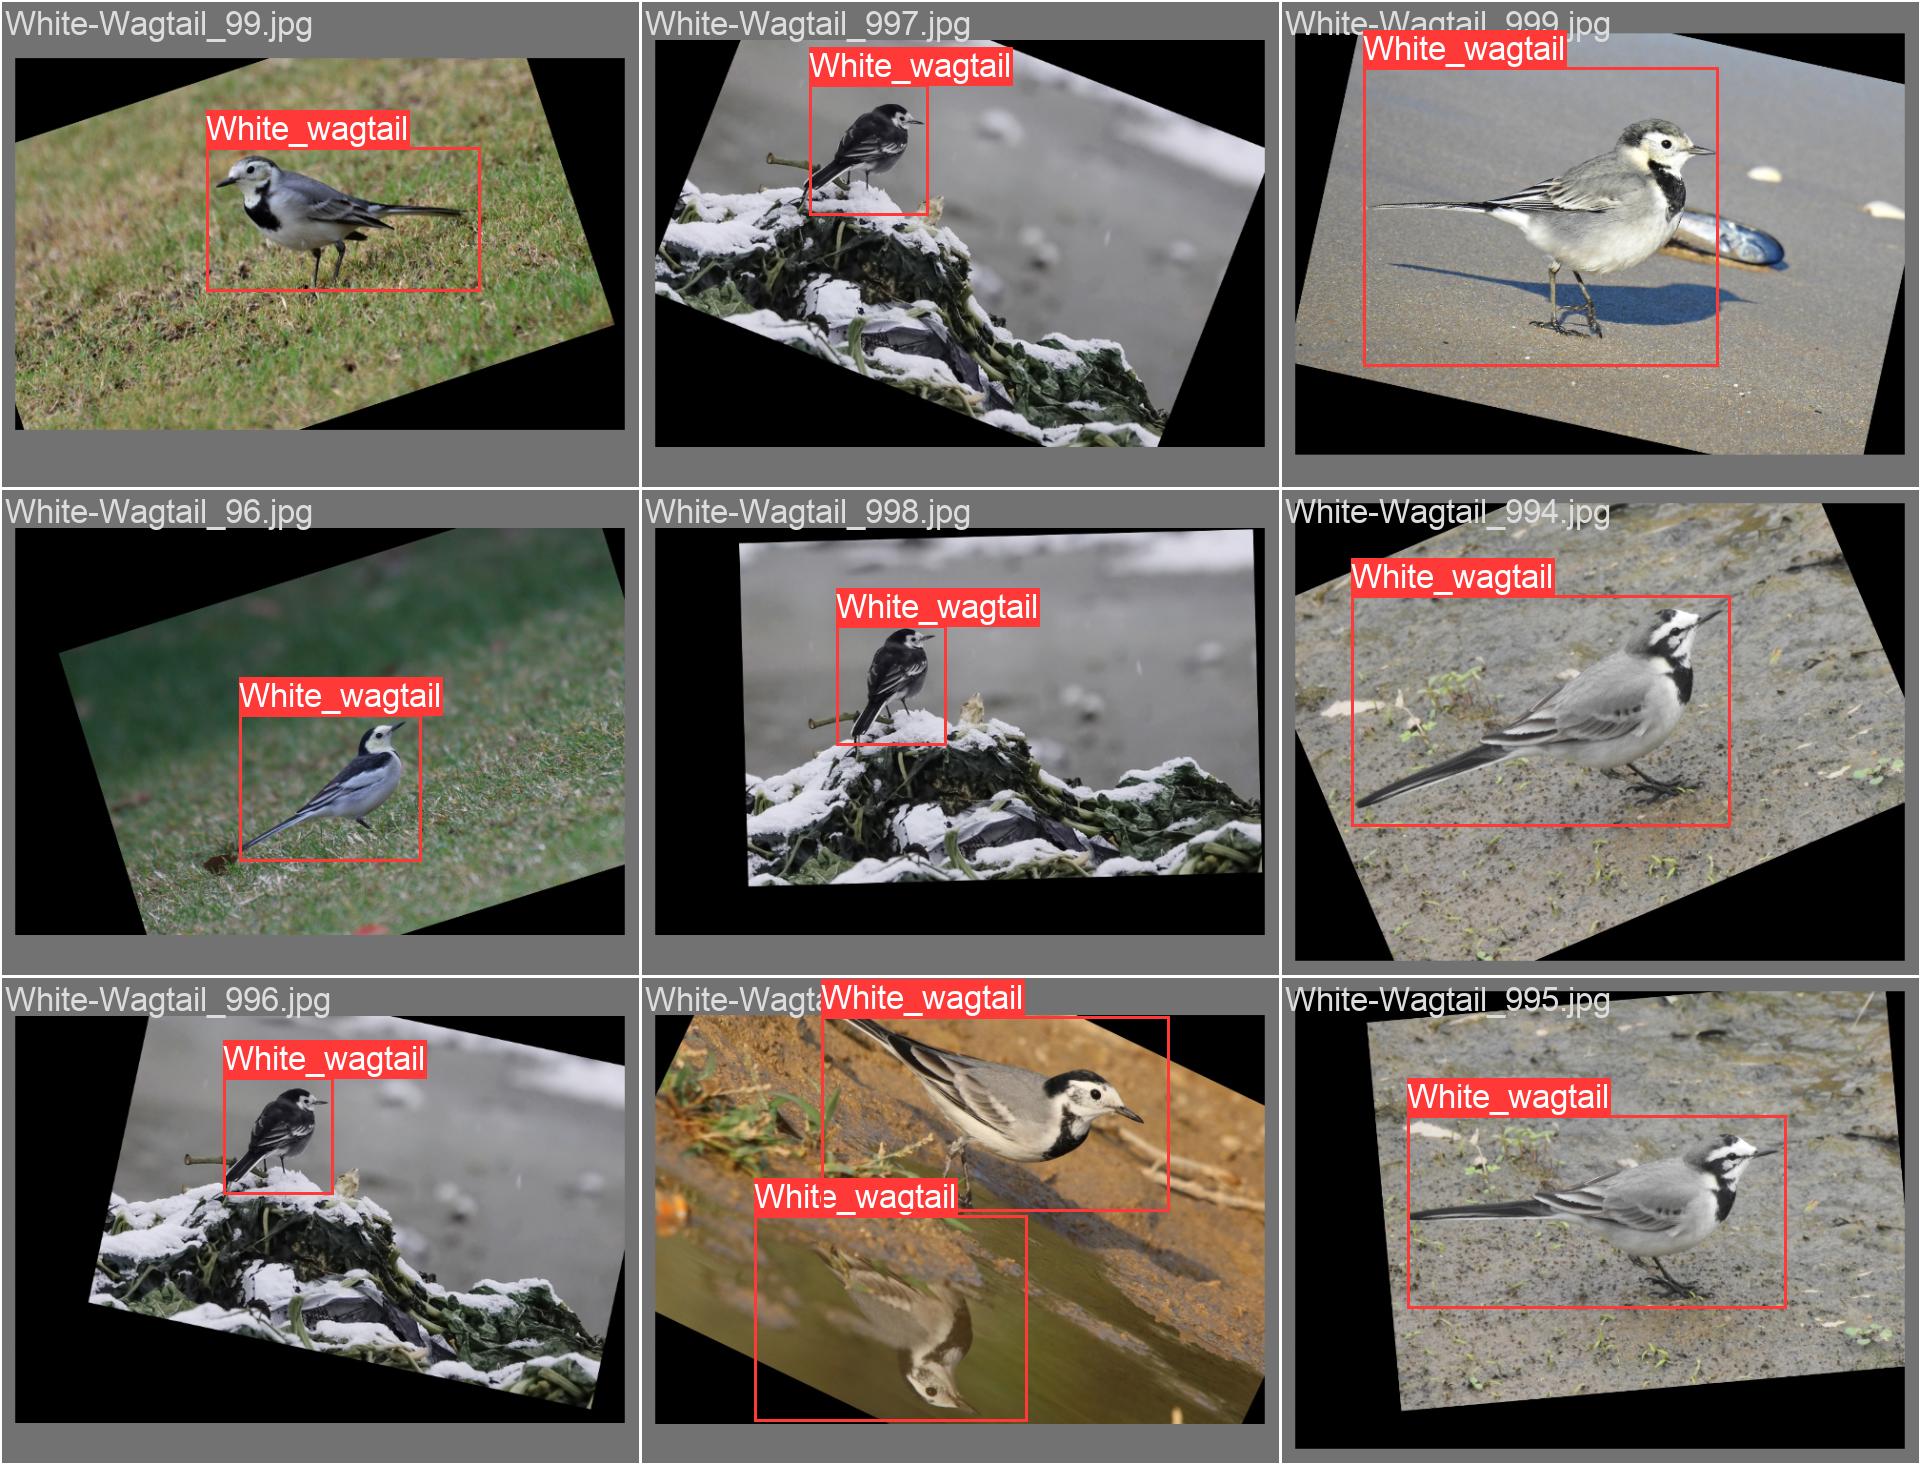 White-Wagtail_99.jpg
White_wagtail
White-Wagtail_997.jpg
White_wagtail
White-Wagtail_999.jpg
White_wagtail
White-Wagtail_96.jpg
White_wagtail
White-Wagtail_998.jpg
White_wagtail
White-Wagtail_994.jpg
White_wagtail
White-Wagtail_996.jpg
White_wagtail
White_wagtail
White_wagtail
White-Wagtail_995.jpg
White_wagtail